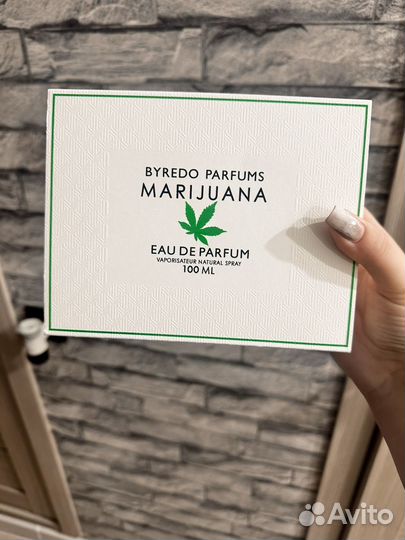 BYREDO PARFUMS
MARIJUANA
EAU DE PARFUM
VAPORISATEUR NATURAL SPRAY
100 ML
Avito